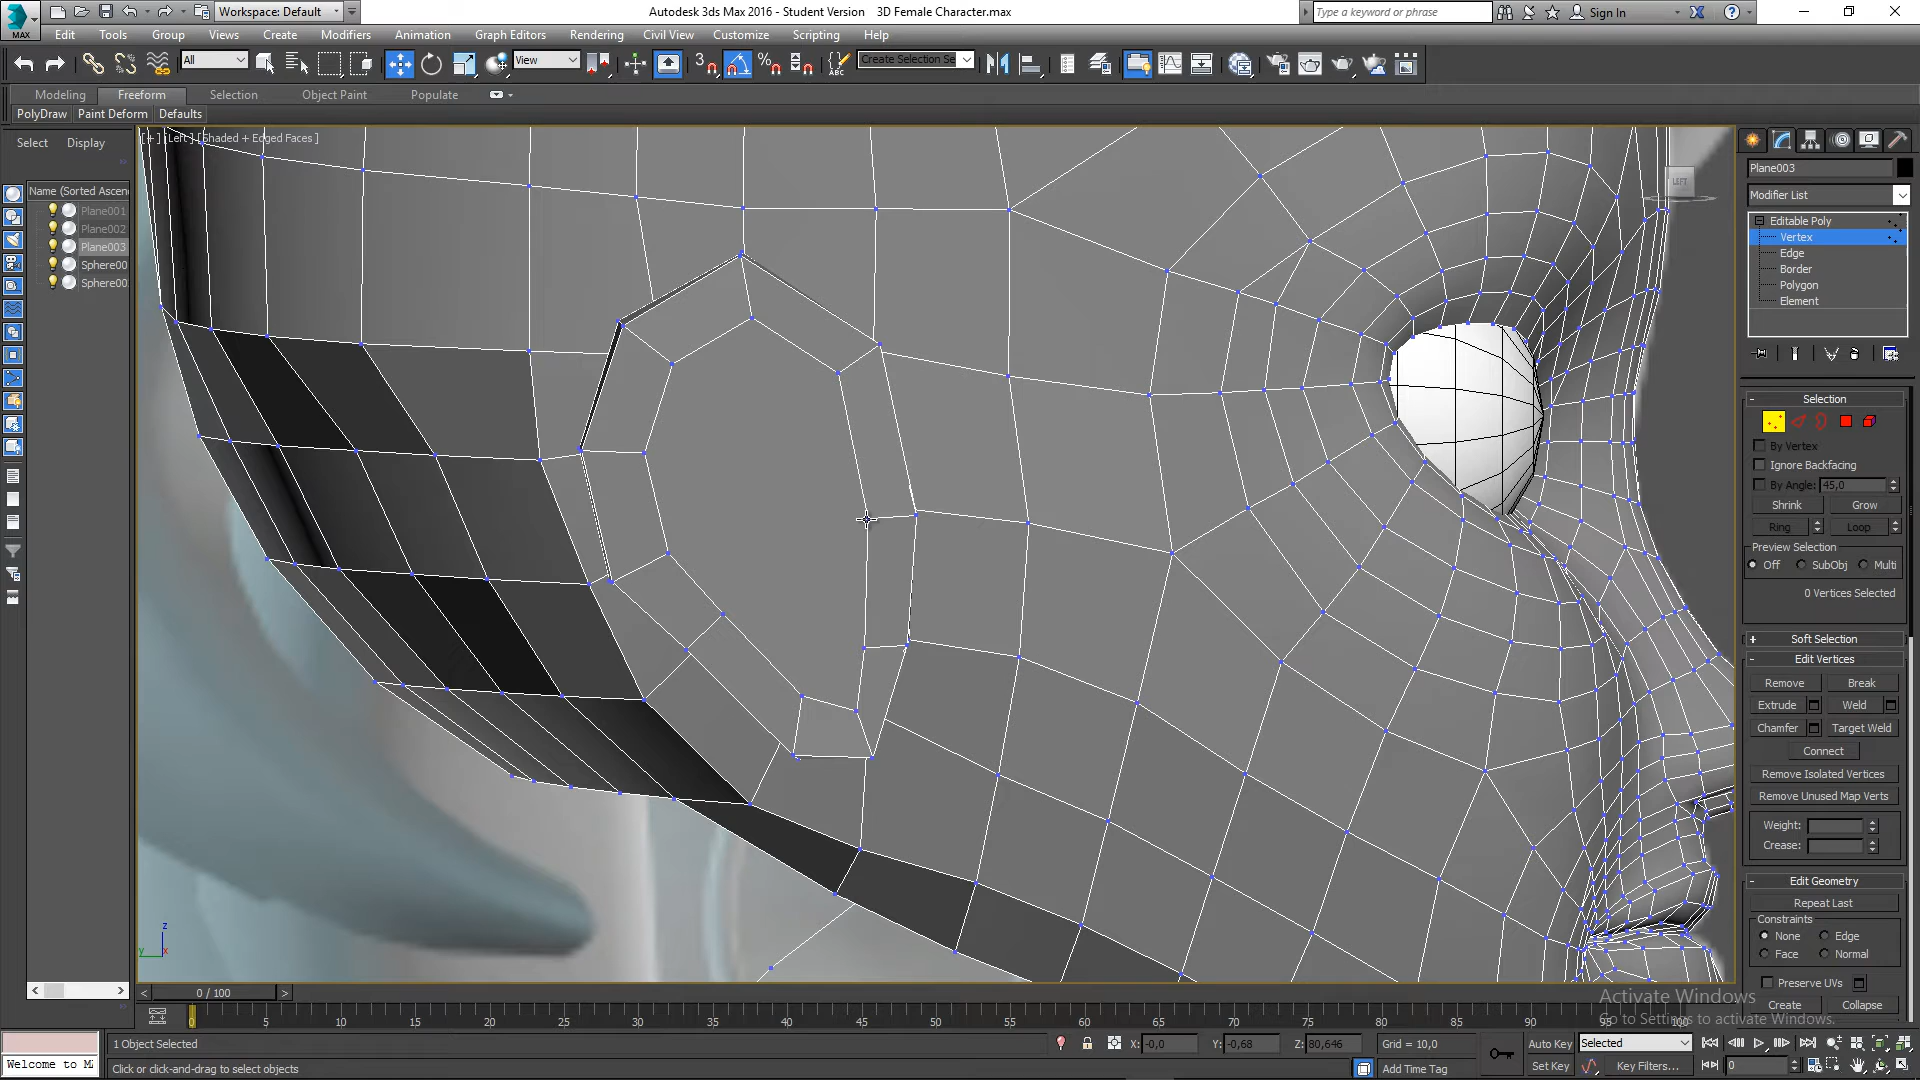 Workspace: Default
Autodesk 3ds Max 2016 - Student Version 3D Female Character.max
Type a keyword or phrase
Sign In
MAX
Edit Tools Group Views Create Modifiers Animation Graph Editors Rendering Civil View Customize Scripting Help
All
View
3
ABC
Create Selection Se
Modeling Freeform Selection Object Paint Populate
PolyDraw Paint Deform Defaults
Select Display
[+] [Left] [Shaded + Edged Faces]
Name (Sorted Ascen
Plane001
Plane002
Plane003
Sphere00
Sphere00
LEFT
Plane003
Modifier List
Editable Poly
Vertex
Edge
Border
Polygon
Element
- Selection
By Vertex
Ignore Backfacing
By Angle: 45,0
Shrink Grow
Ring Loop
Preview Selection
Off SubObj Multi
0 Vertices Selected
+ Soft Selection
- Edit Vertices
Remove Break
Extrude Weld
Chamfer Target Weld
Connect
Remove Isolated Vertices
Remove Unused Map Verts
Weight:
Crease:
- Edit Geometry
Repeat Last
Constraints
None Edge
Face Normal
Preserve UVs
Create Collapse
z
y x
Activate Windows
Go to Settings to activate Windows.
< 0 / 100 >
0 5 10 15 20 25 30 35 40 45 50 55 60 65 70 75 80 85 90 95 100
1 Object Selected
X: -0,0 Y: -0,68 Z: 80,646 Grid = 10,0
Auto Key Selected
Welcome to M
Click or click-and-drag to select objects
Add Time Tag
Set Key Key Filters...
0